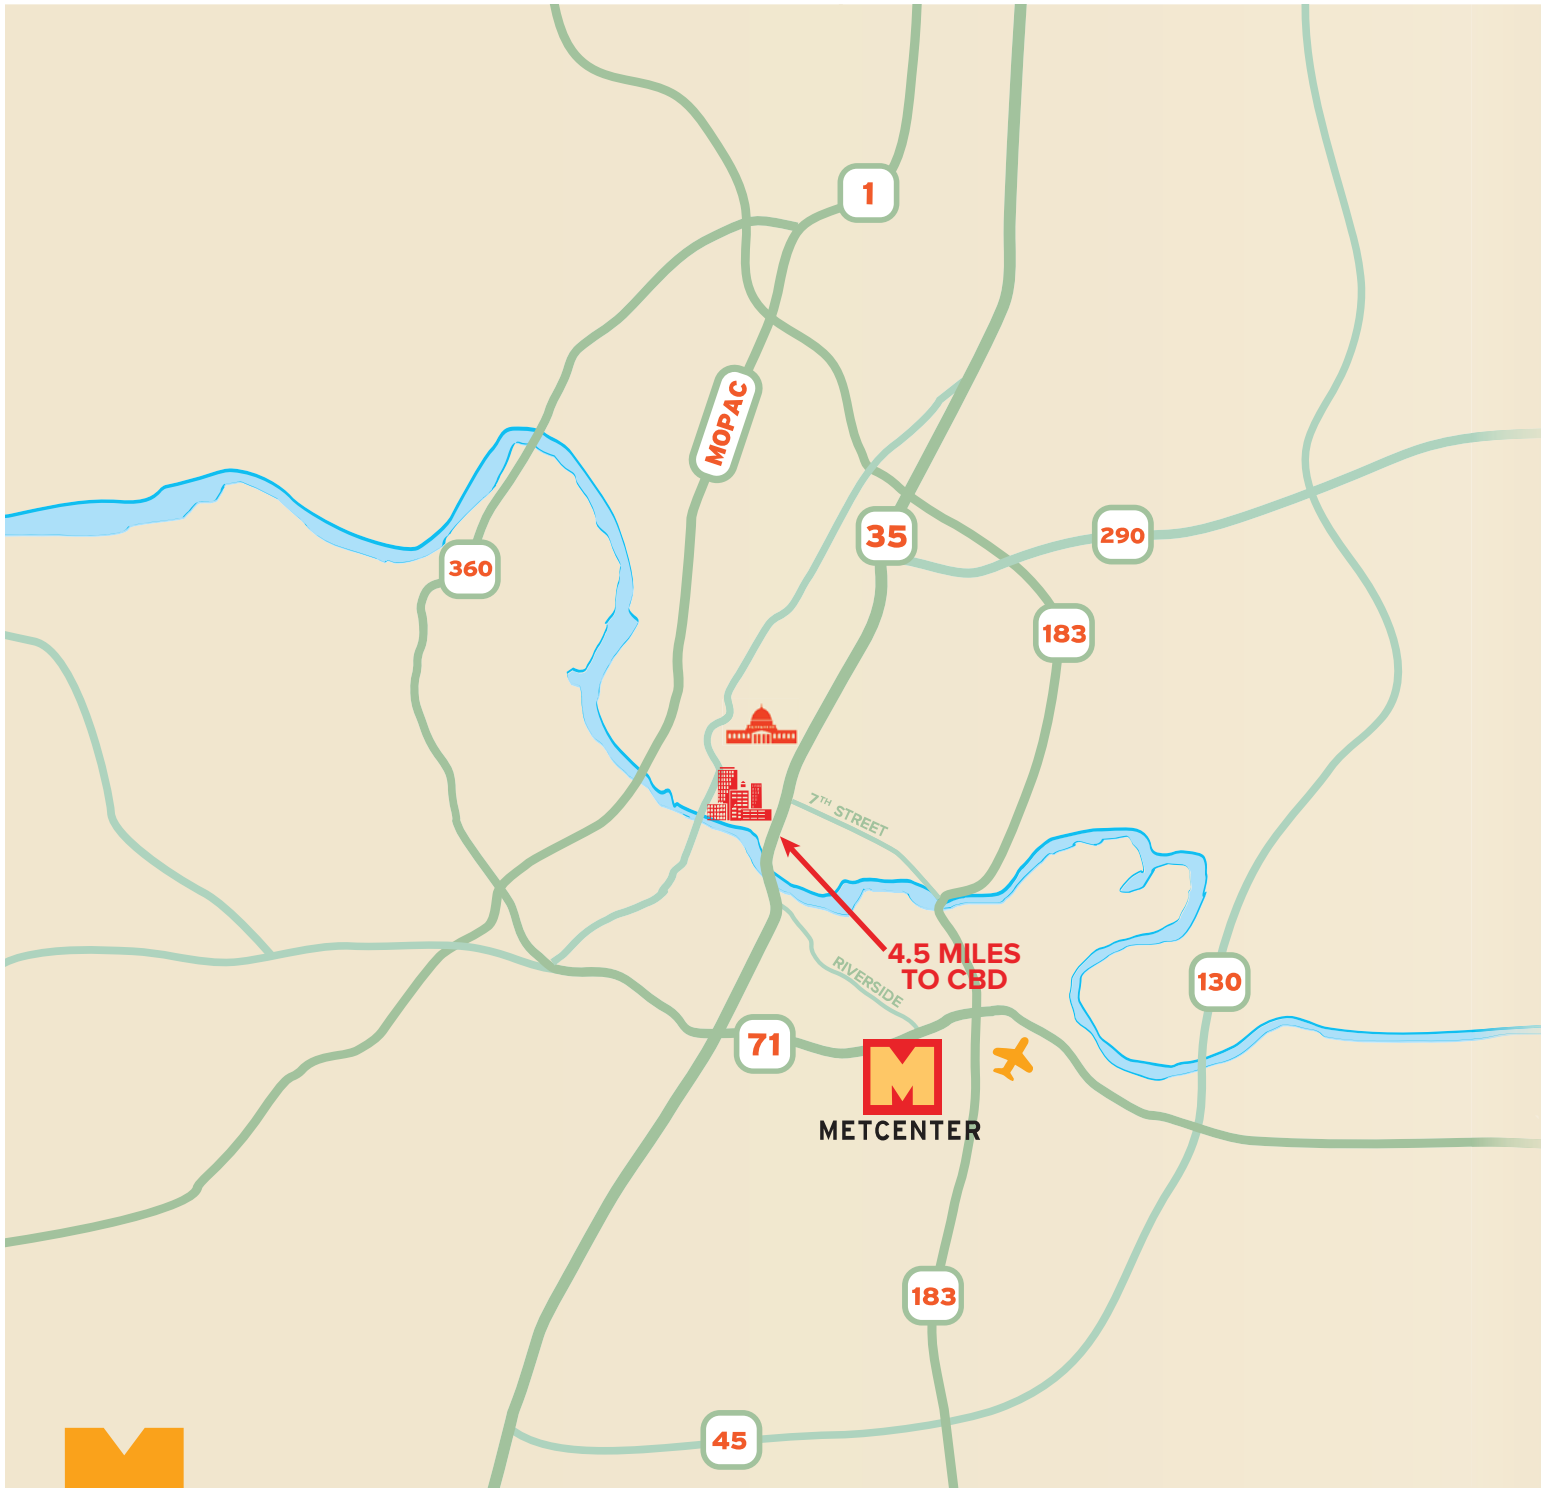 1
MOPAC
35
290
360
183
7TH STREET
4.5 MILES
TO CBD
RIVERSIDE
130
71
M
METCENTER
183
45